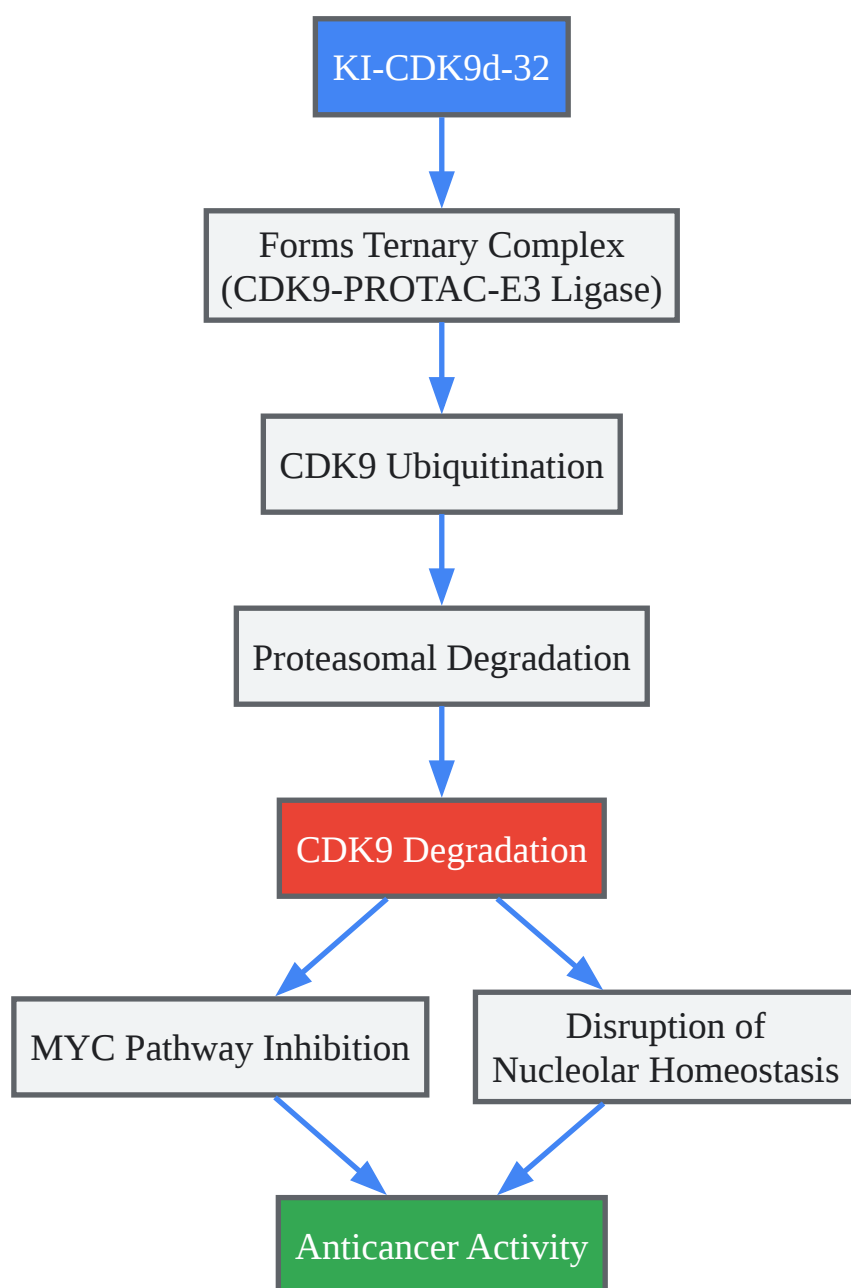 KI-CDK9d-32
Forms Ternary Complex
(CDK9-PROTAC-E3 Ligase)
CDK9 Ubiquitination
Proteasomal Degradation
CDK9 Degradation
MYC Pathway Inhibition
Disruption of
Nucleolar Homeostasis
Anticancer Activity